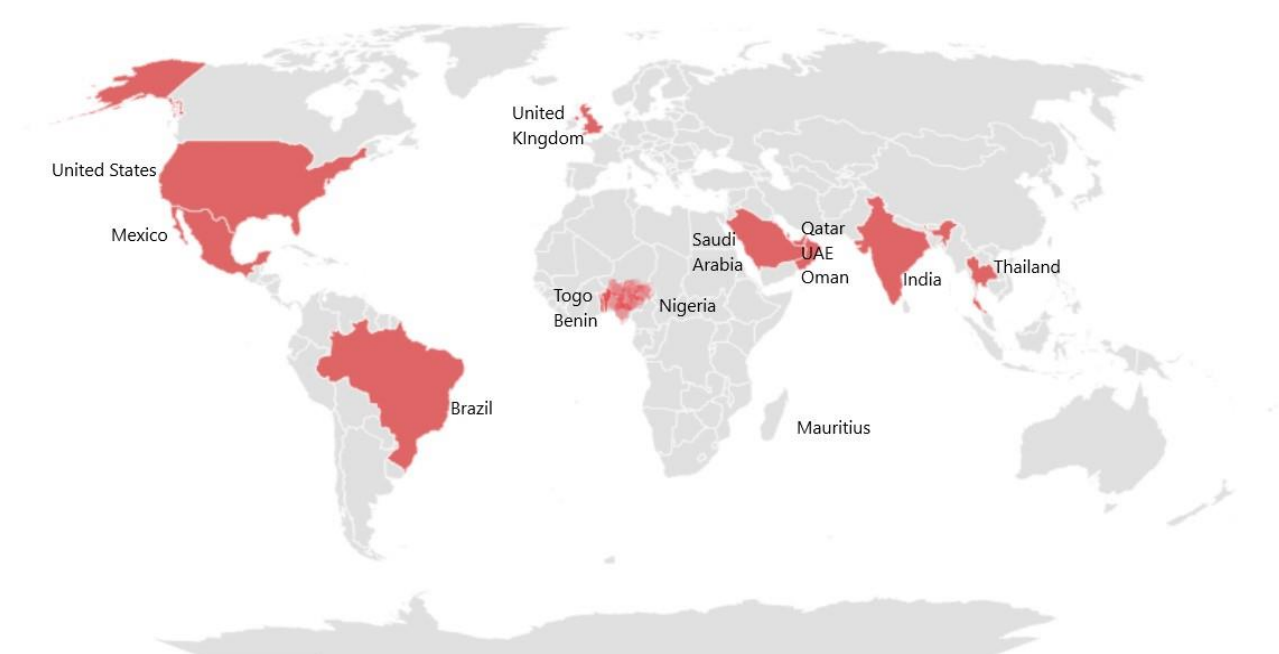 United
KIngdom
United States
Mexico
Saudi
Arabia
Qatar
UAE
Oman
India
Thailand
Togo
Benin
Nigeria
Brazil
Mauritius